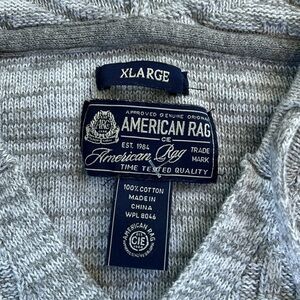 XLARGE
APPROVED GENUINE ORIGINAL
AMERICAN RAG
CIE
EST. 1984
TRADE
MARK
American Rag
TIME TESTED QUALITY
100% COTTON
MADE IN
CHINA
WPL 8046
AMERICAN RAG
CIE